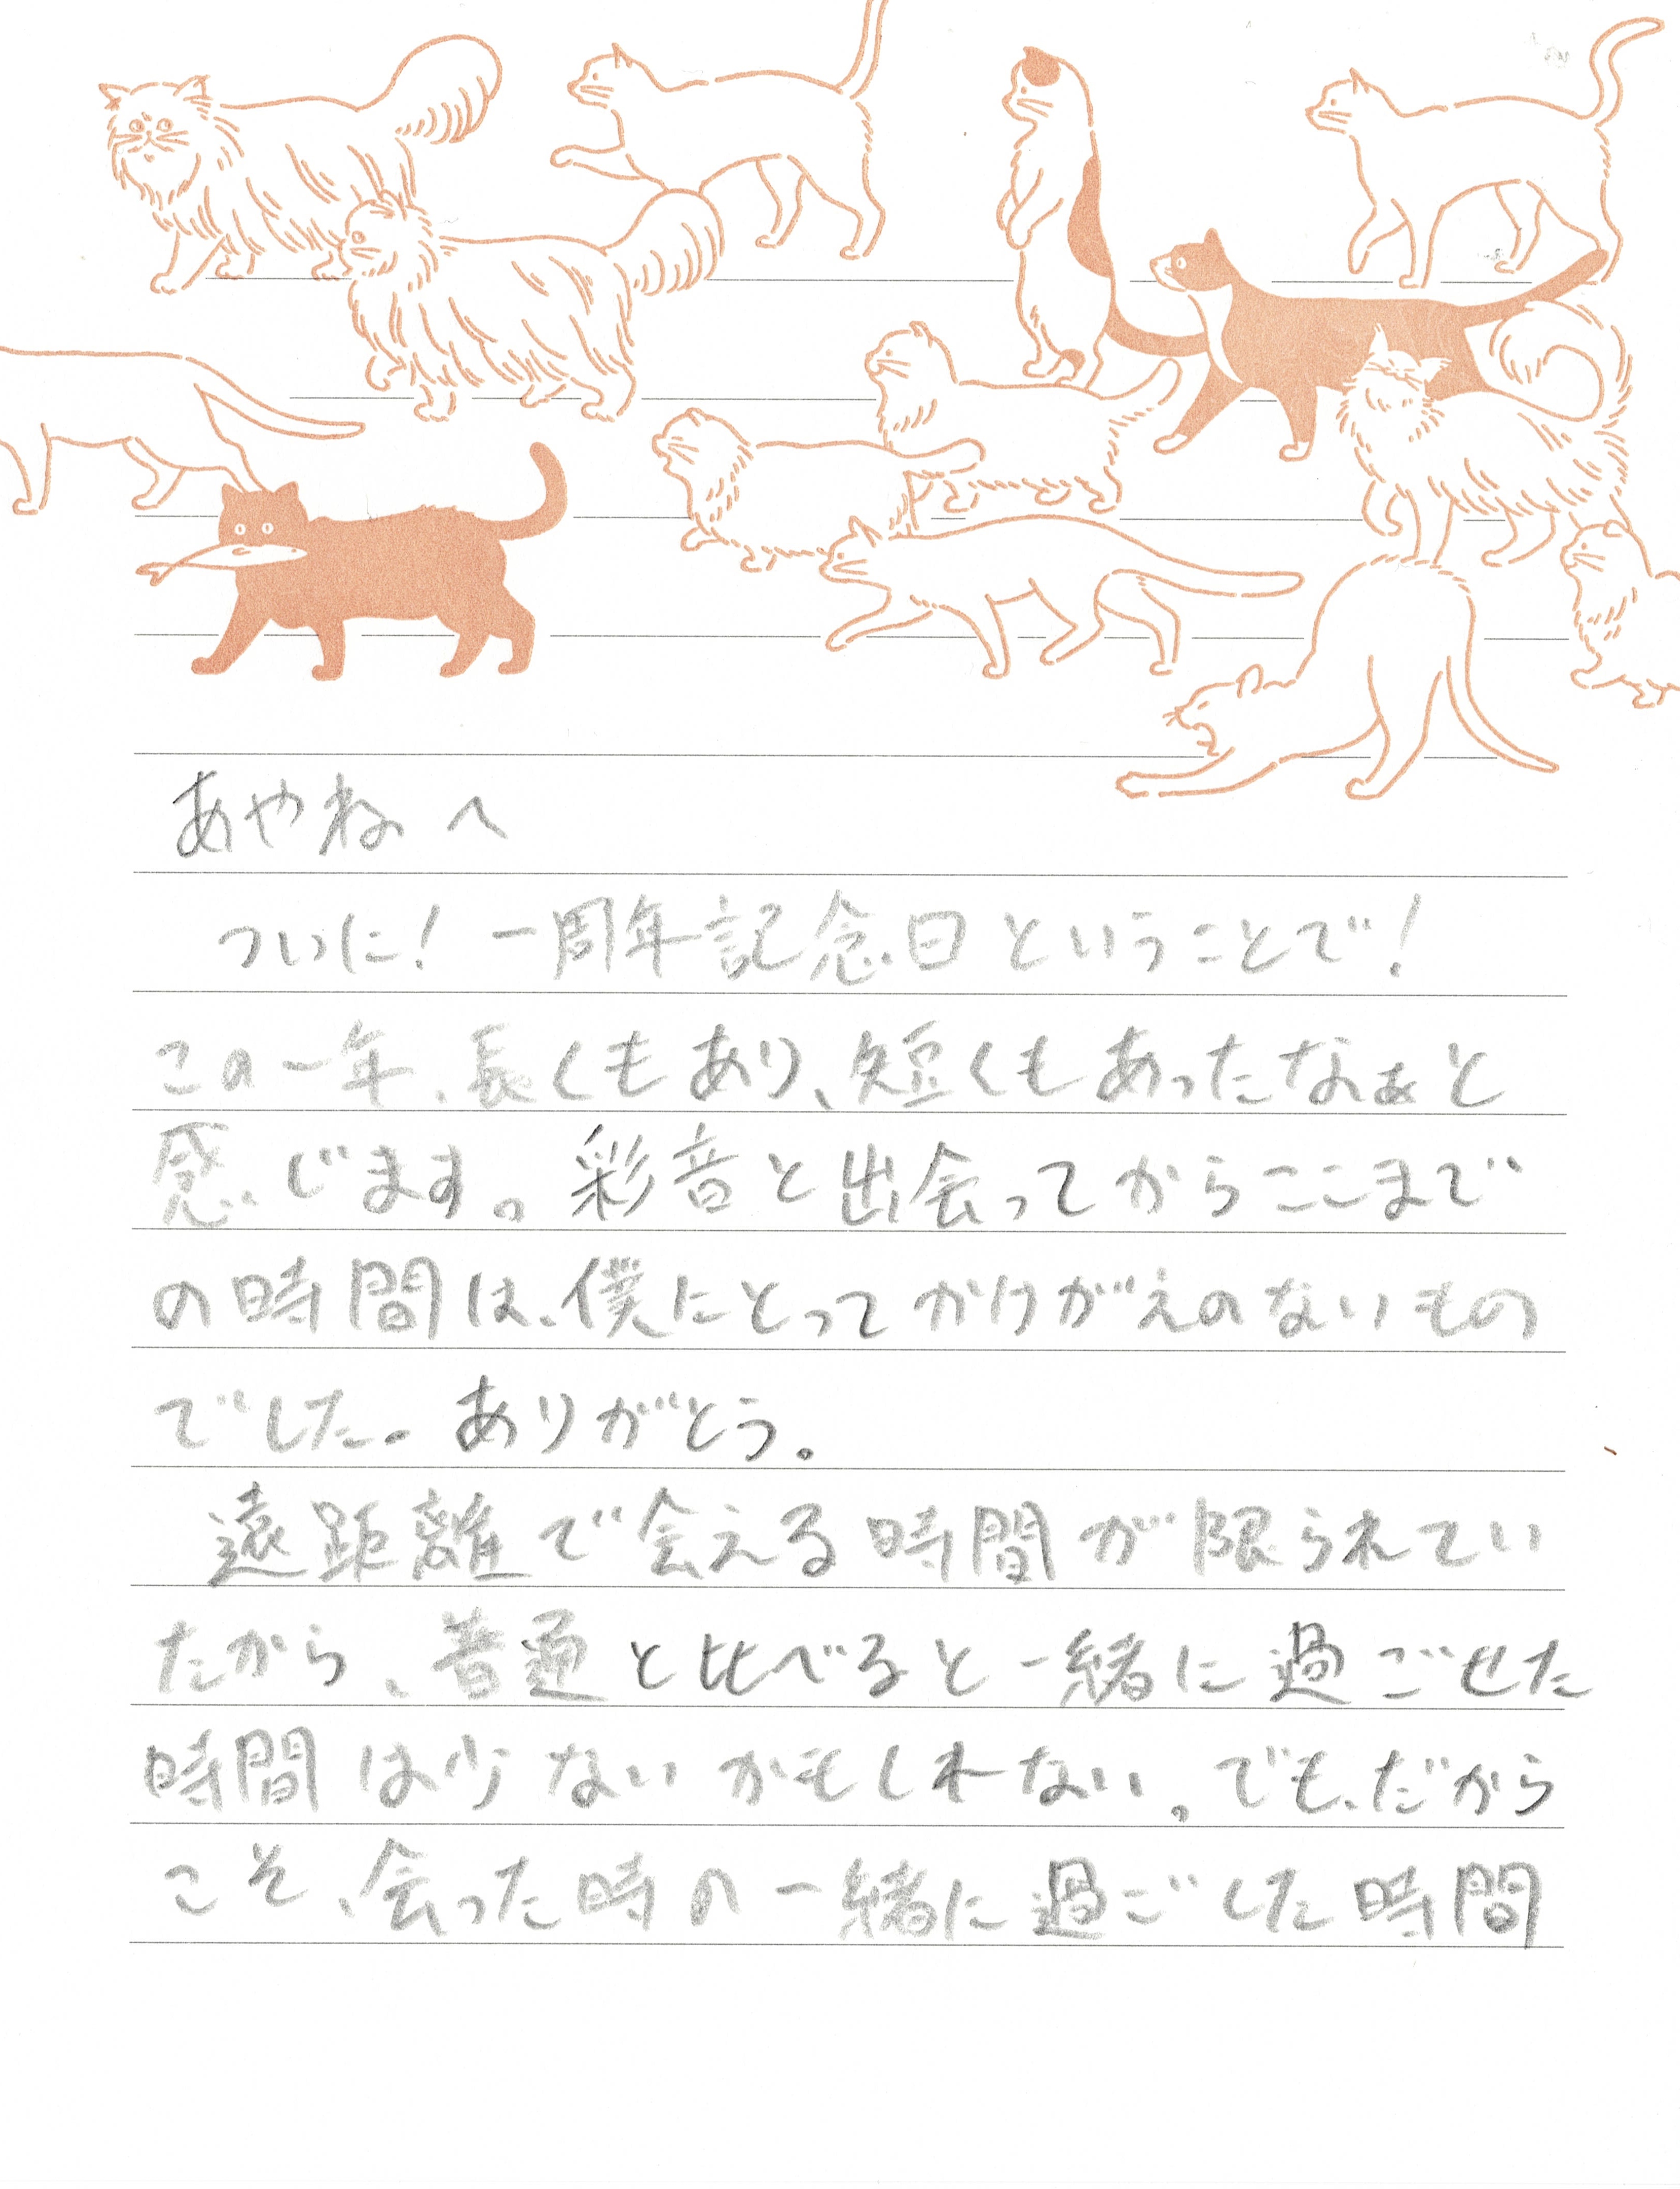 あやねへ
ついに！一周年記念日ということで！
この一年、長くもあり、短くもあったなぁと
感じます。彩音と出会ってからここまで
の時間は、僕にとってかけがえのないもの
でした。ありがとう。
遠距離で会える時間が限られてい
たから、普通と比べると一緒に過ごせた
時間は少ないかもしれない。でも、だから
こそ、会った時の一緒に過ごした時間